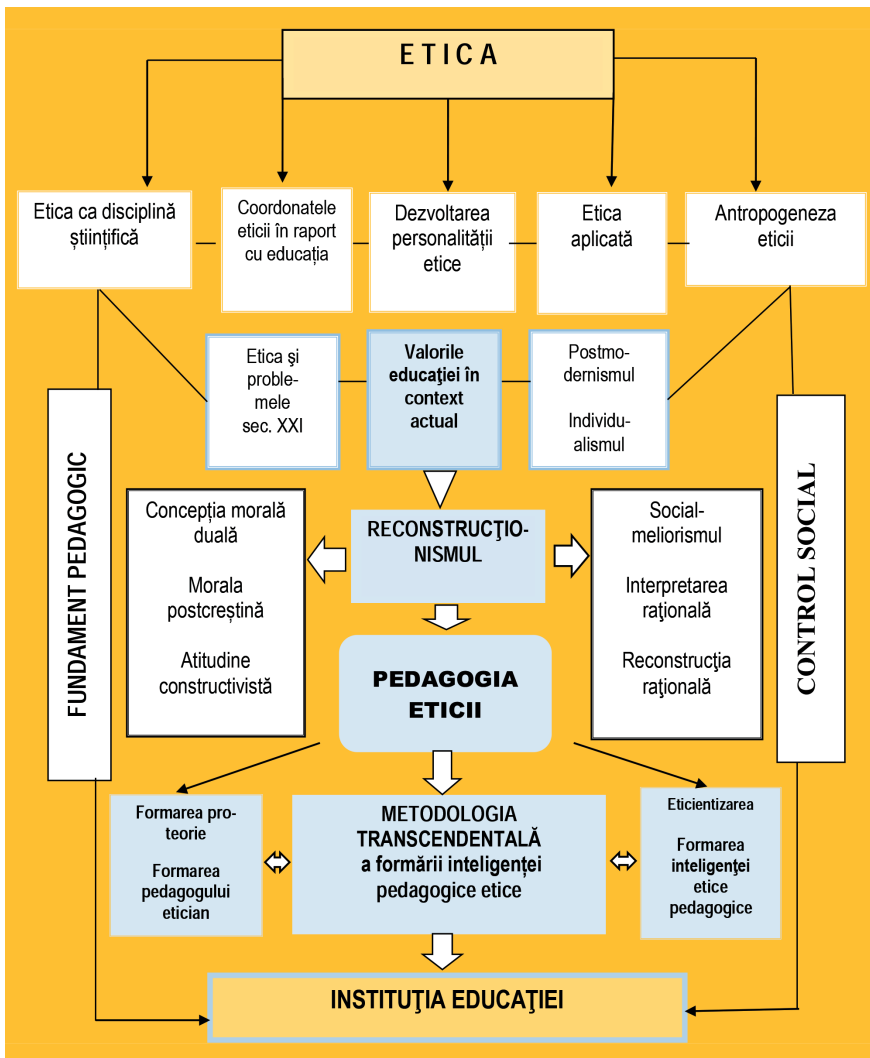 ETICA
Etica ca disciplină
științifică
Coordonatele
eticii în raport
cu educația
Dezvoltarea
personalității
etice
Etica
aplicată
Antropogeneza
eticii
Etica şi
proble-
mele
sec. XXI
Valorile
educaţiei în
context
actual
Postmo-
dernismul
Individu-
alismul
FUNDAMENT PEDAGOGIC
Concepția morală
duală
Morala
postcreștină
Atitudine
constructivistă
RECONSTRUCŢIO-
NISMUL
Social-
meliorismul
Interpretarea
raţională
Reconstrucţia
raţională
CONTROL SOCIAL
PEDAGOGIA
ETICII
Formarea pro-
teorie
Formarea
pedagogului
etician
METODOLOGIA
TRANSCENDENTALĂ
a formării inteligenței
pedagogice etice
Eticientizarea
Formarea
inteligenţei
etice
pedagogice
INSTITUŢIA EDUCAŢIEI